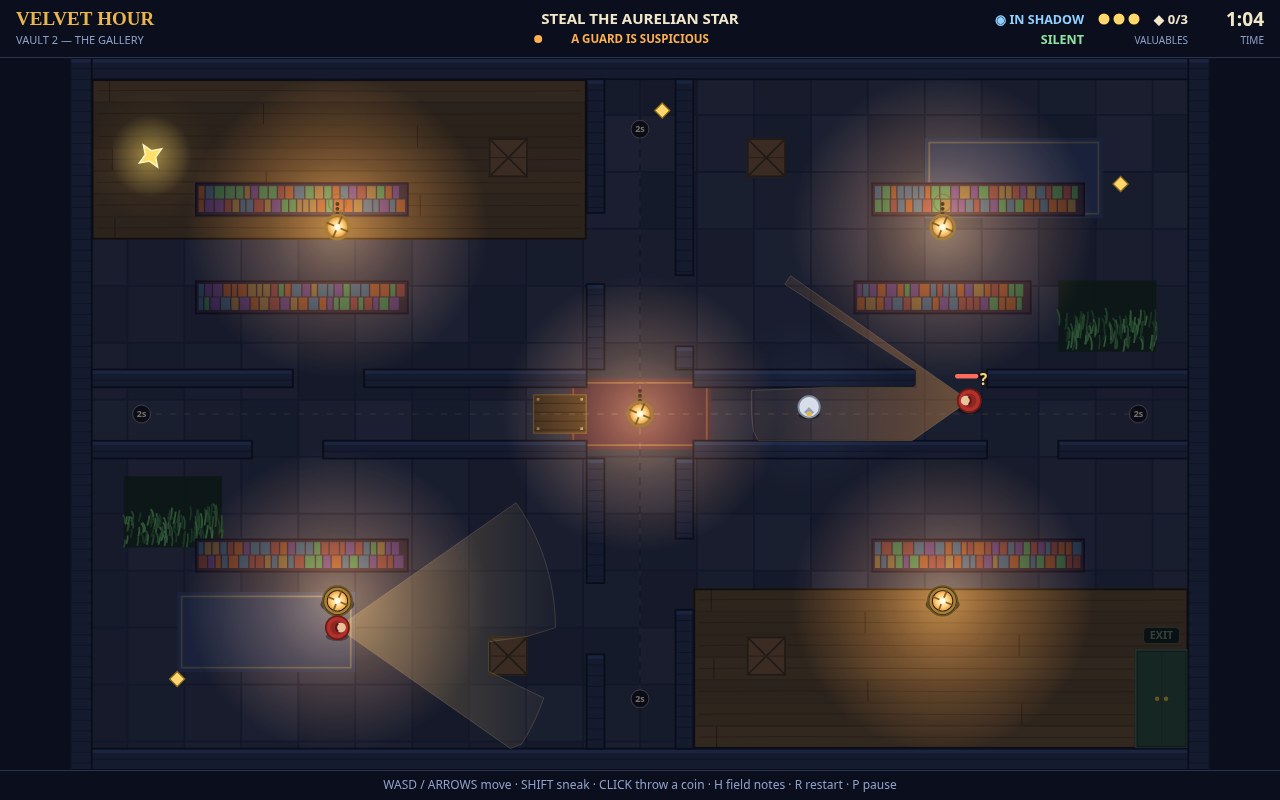 VELVET HOUR
VAULT 2 — THE GALLERY
STEAL THE AURELIAN STAR
A GUARD IS SUSPICIOUS
◉ IN SHADOW
SILENT
◆ 0/3
VALUABLES
1:04
TIME
2s
?
2s
2s
EXIT
2s
WASD / ARROWS move · SHIFT sneak · CLICK throw a coin · H field notes · R restart · P pause